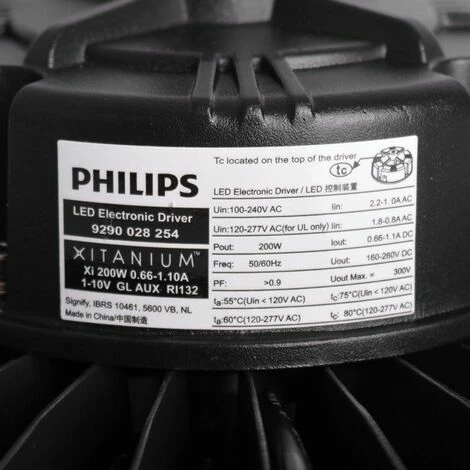 Tc located on the top of the driver
tc
PHILIPS
LED Electronic Driver
9290 028 254
XITANIUM™
Xi 200W 0.66-1.10A
1-10V GL AUX RI132
Signify, IBRS 10461, 5600 VB, NL
Made in China/中国制造
LED Electronic Driver / LED 控制装置
Uin:100-240V AC Iin: 2.2-1.0A AC
Uin:120-277V AC(for UL only) Iin: 1.8-0.8A AC
Pout: 200W Iout: 0.66-1.1A DC
Freq: 50/60Hz Uout: 160-260V DC
PF: >0.9 Uout Max. = 300V
ta:55°C(Uin < 120V AC) tc:75°C(Uin < 120V AC)
ta:60°C(120-277V AC) tc: 80°C(120-277V AC)